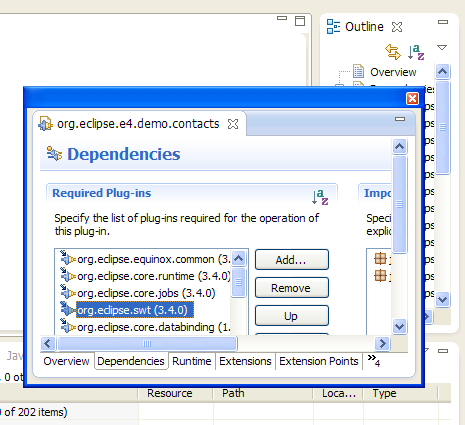 Outline
Overview
org.eclipse.e4.demo.contacts
Dependencies
Required Plug-ins
Specify the list of plug-ins required for the operation of this plug-in.
org.eclipse.equinox.common (3.
org.eclipse.core.runtime (3.4.0)
org.eclipse.core.jobs (3.4.0)
org.eclipse.swt (3.4.0)
org.eclipse.core.databinding (1.
Add...
Remove
Up
Impo
Speci
explic
Overview Dependencies Runtime Extensions Extension Points »4
Jav
, 0 ot
Resource Path Loca... Type
0 of 202 items)